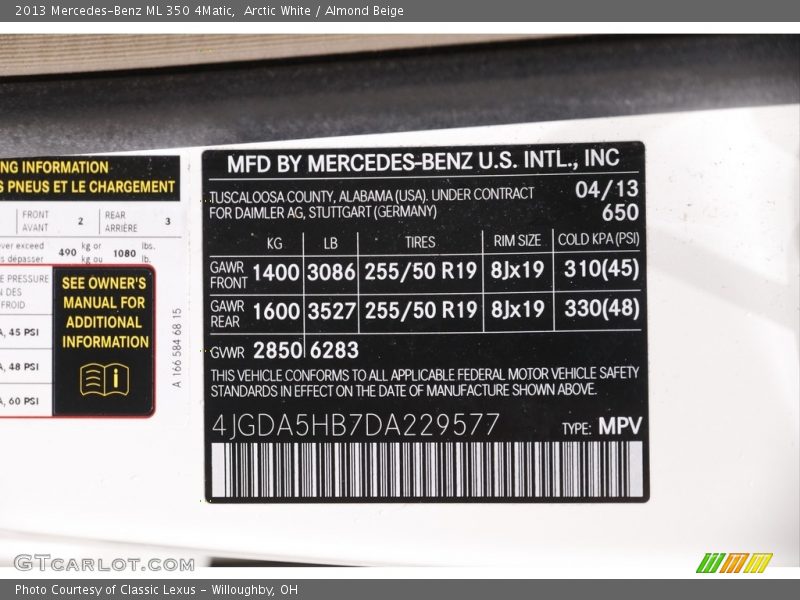 2013 Mercedes-Benz ML 350 4Matic,  Arctic White / Almond Beige
NG INFORMATION
S PNEUS ET LE CHARGEMENT
FRONT AVANT 2 REAR ARRIÈRE 3
ver exceed 490 kg or 1080 lbs.
s dépasser kg ou lb.
E PRESSURE
N DES
FROID
A, 45 PSI
A, 48 PSI
A, 60 PSI
SEE OWNER'S
MANUAL FOR
ADDITIONAL
INFORMATION
A 166 584 68 15
MFD BY MERCEDES-BENZ U.S. INTL., INC
TUSCALOOSA COUNTY, ALABAMA (USA). UNDER CONTRACT 04/13
FOR DAIMLER AG, STUTTGART (GERMANY) 650
KG LB TIRES RIM SIZE COLD KPA (PSI)
GAWR FRONT 1400 3086 255/50 R19 8Jx19 310(45)
GAWR REAR 1600 3527 255/50 R19 8Jx19 330(48)
GVWR 2850 6283
THIS VEHICLE CONFORMS TO ALL APPLICABLE FEDERAL MOTOR VEHICLE SAFETY
STANDARDS IN EFFECT ON THE DATE OF MANUFACTURE SHOWN ABOVE.
4JGDA5HB7DA229577 TYPE: MPV
GTCARLOT.COM
Photo Courtesy of Classic Lexus - Willoughby, OH